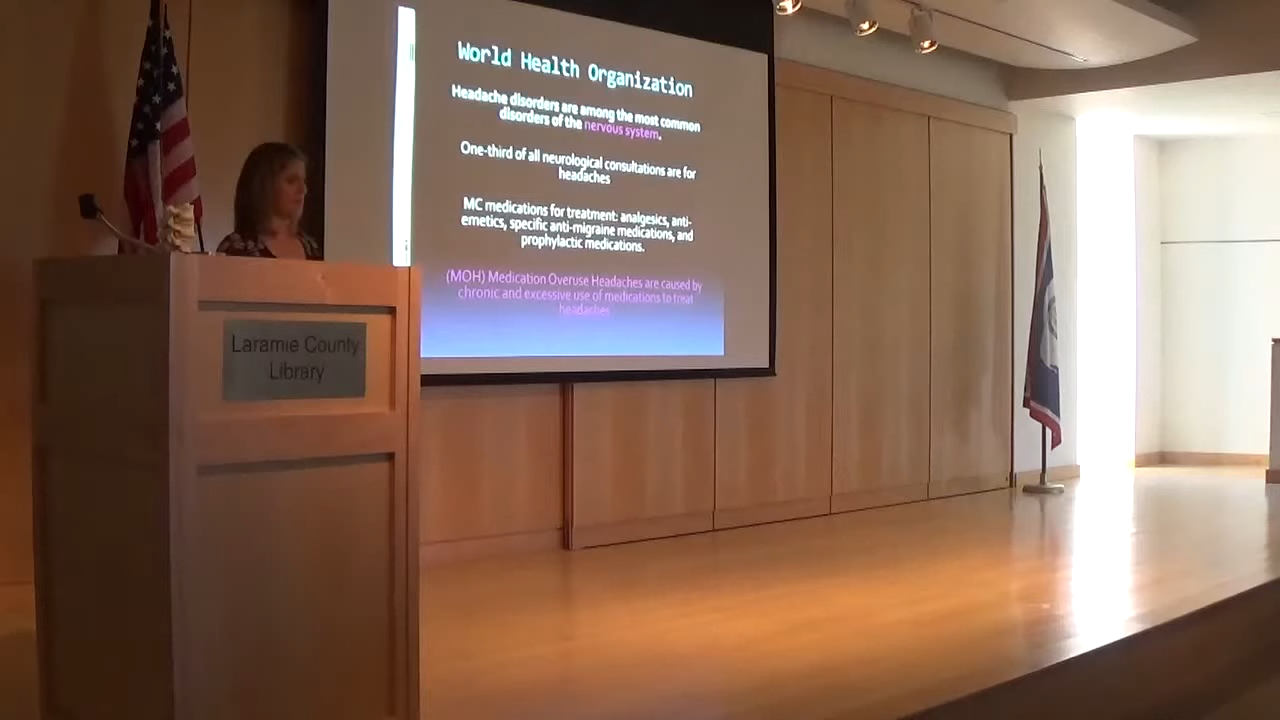 World Health Organization
Headache disorders are among the most common
disorders of the nervous system.
One-third of all neurological consultations are for
headaches
MC medications for treatment: analgesics, anti-
emetics, specific anti-migraine medications, and
prophylactic medications.
(MOH) Medication Overuse Headaches are caused by
chronic and excessive use of medications to treat
headaches.
Laramie County
Library